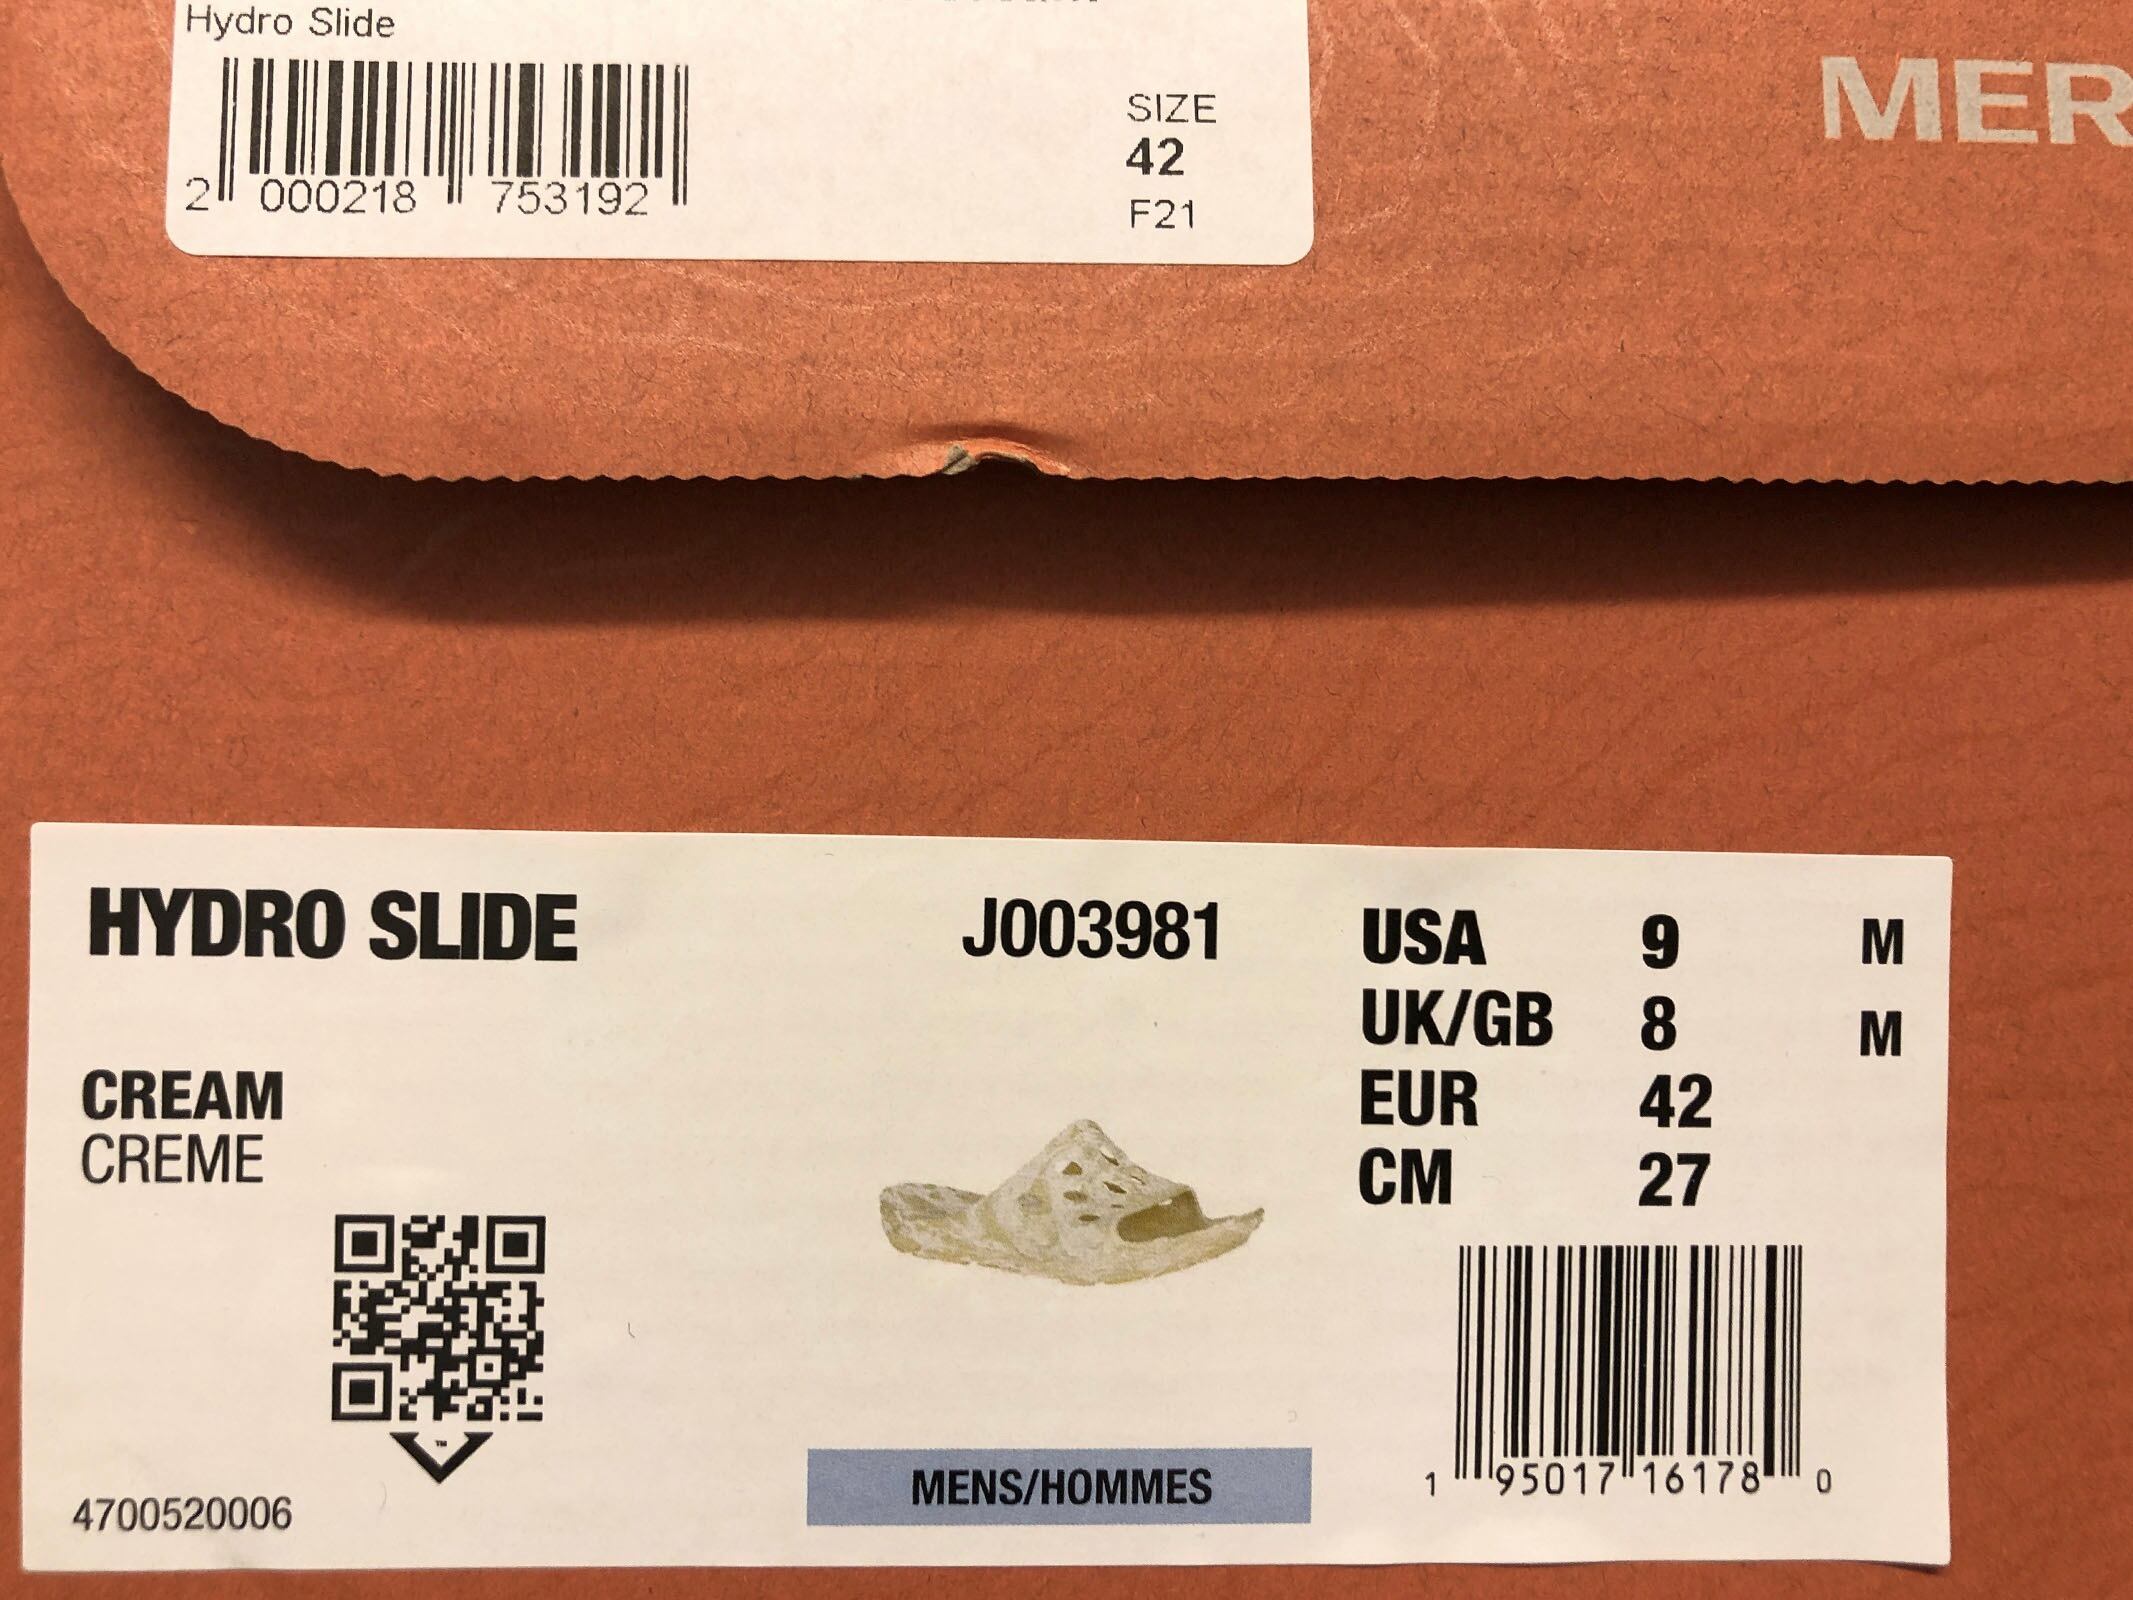 Hydro Slide
2 000218 753192
SIZE
42
F21
MER
HYDRO SLIDE
J003981
USA 9 M
UK/GB 8 M
EUR 42
CM 27
CREAM
CREME
TM
4700520006
MENS/HOMMES
1 95017 16178 0